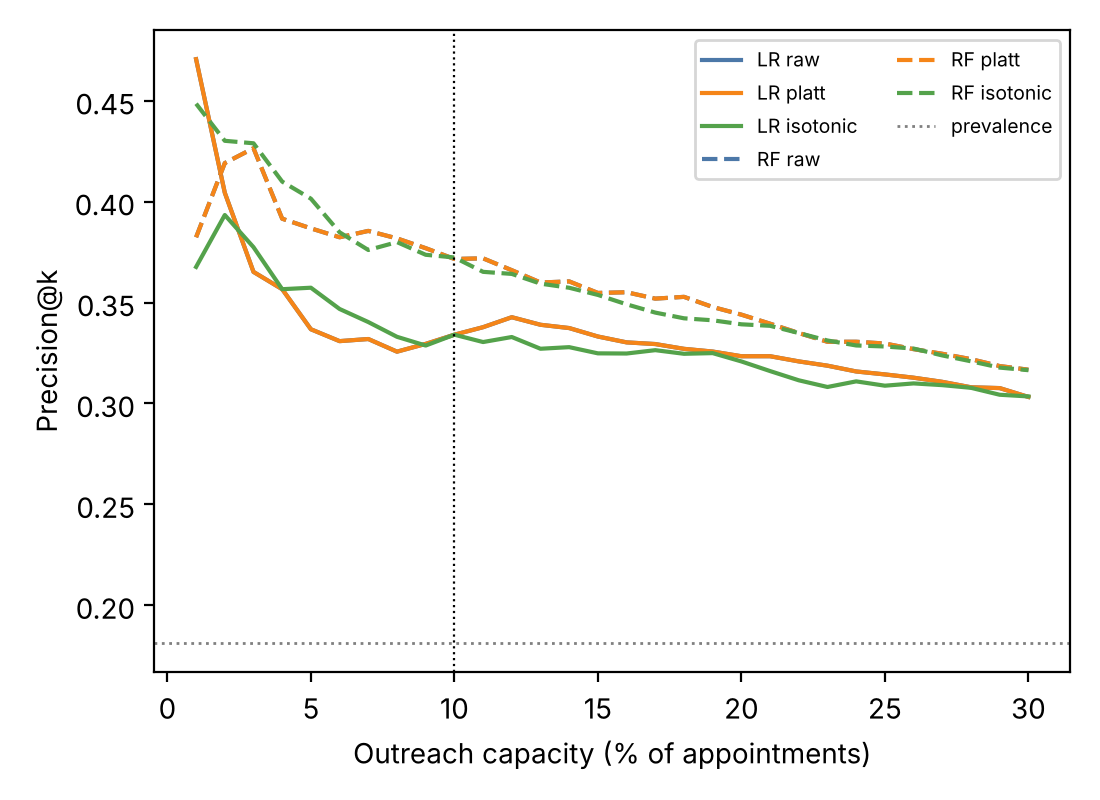 LR raw
LR platt
LR isotonic
RF raw
RF platt
RF isotonic
prevalence
Precision@k
0.45
0.40
0.35
0.30
0.25
0.20
0 5 10 15 20 25 30
Outreach capacity (% of appointments)